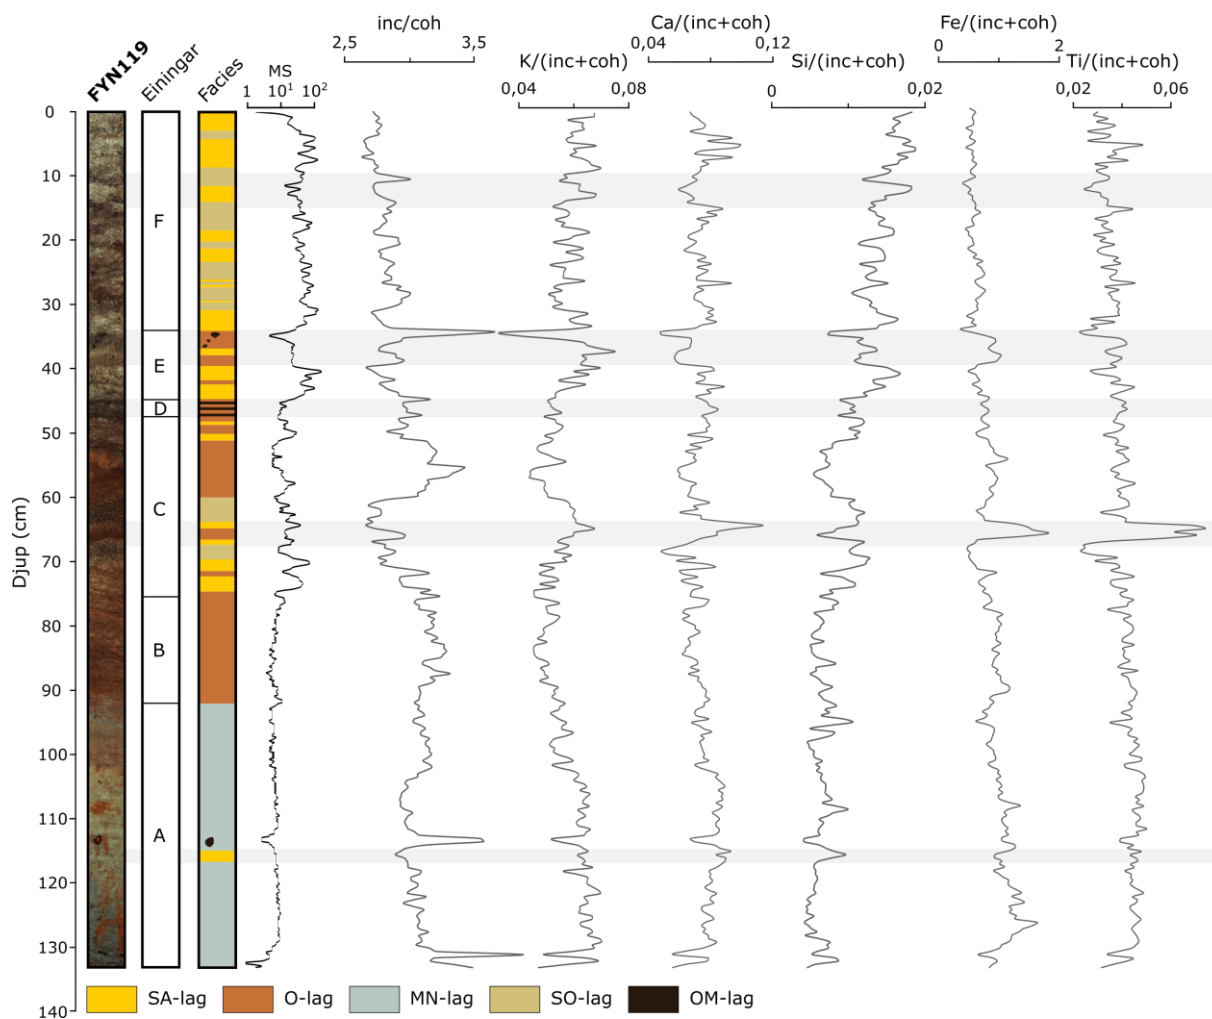 inc/coh
Ca/(inc+coh)
Fe/(inc+coh)
2,5 3,5
0,04 0,12
0 2
FYN119
Einingar
Facies
MS
K/(inc+coh)
Si/(inc+coh)
Ti/(inc+coh)
1 10¹ 10²
0,04 0,08
0 0,02
0,02 0,06
Djup (cm)
0
10
20
30
40
50
60
70
80
90
100
110
120
130
140
F
E
D
C
B
A
SA-lag O-lag MN-lag SO-lag OM-lag